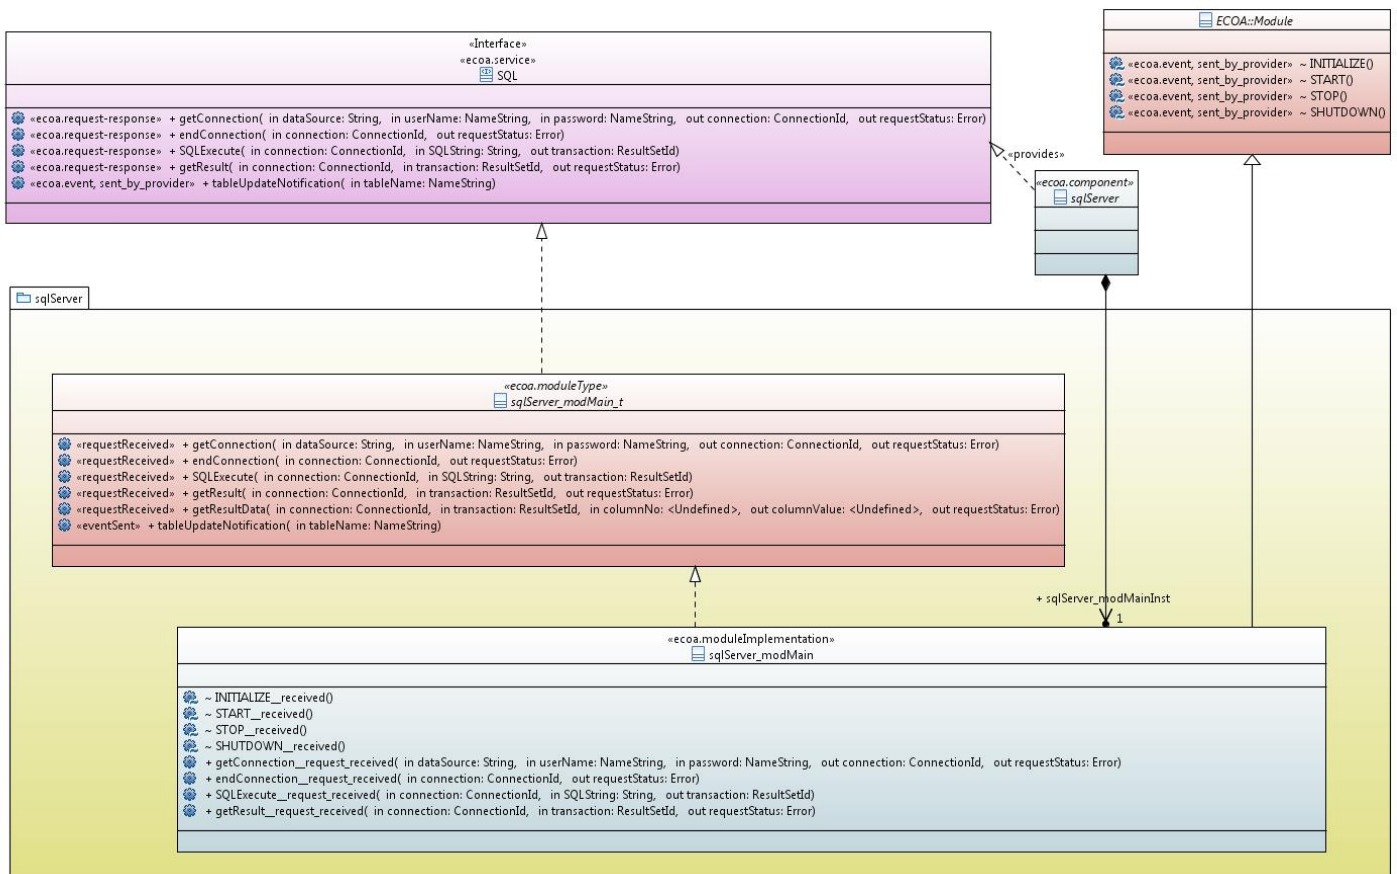 «Interface»
«ecoa.service»
SQL
«ecoa.request-response» + getConnection( in dataSource: String, in userName: NameString, in password: NameString, out connection: ConnectionId, out requestStatus: Error)
«ecoa.request-response» + endConnection( in connection: ConnectionId, out requestStatus: Error)
«ecoa.request-response» + SQLExecute( in connection: ConnectionId, in SQLString: String, out transaction: ResultSetId)
«ecoa.request-response» + getResult( in connection: ConnectionId, in transaction: ResultSetId, out requestStatus: Error)
«ecoa.event, sent_by_provider» + tableUpdateNotification( in tableName: NameString)
ECOA::Module
«ecoa.event, sent_by_provider» ~ INITIALIZE()
«ecoa.event, sent_by_provider» ~ START()
«ecoa.event, sent_by_provider» ~ STOP()
«ecoa.event, sent_by_provider» ~ SHUTDOWN()
«provides»
«ecoa.component»
sqlServer
sqlServer
«ecoa.moduleType»
sqlServer_modMain_t
«requestReceived» + getConnection( in dataSource: String, in userName: NameString, in password: NameString, out connection: ConnectionId, out requestStatus: Error)
«requestReceived» + endConnection( in connection: ConnectionId, out requestStatus: Error)
«requestReceived» + SQLExecute( in connection: ConnectionId, in SQLString: String, out transaction: ResultSetId)
«requestReceived» + getResult( in connection: ConnectionId, in transaction: ResultSetId, out requestStatus: Error)
«requestReceived» + getResultData( in connection: ConnectionId, in transaction: ResultSetId, in columnNo: <Undefined>, out columnValue: <Undefined>, out requestStatus: Error)
«eventSent» + tableUpdateNotification( in tableName: NameString)
+ sqlServer_modMainInst
1
«ecoa.moduleImplementation»
sqlServer_modMain
~ INITIALIZE__received()
~ START__received()
~ STOP__received()
~ SHUTDOWN__received()
+ getConnection__request_received( in dataSource: String, in userName: NameString, in password: NameString, out connection: ConnectionId, out requestStatus: Error)
+ endConnection__request_received( in connection: ConnectionId, out requestStatus: Error)
+ SQLExecute__request_received( in connection: ConnectionId, in SQLString: String, out transaction: ResultSetId)
+ getResult__request_received( in connection: ConnectionId, in transaction: ResultSetId, out requestStatus: Error)